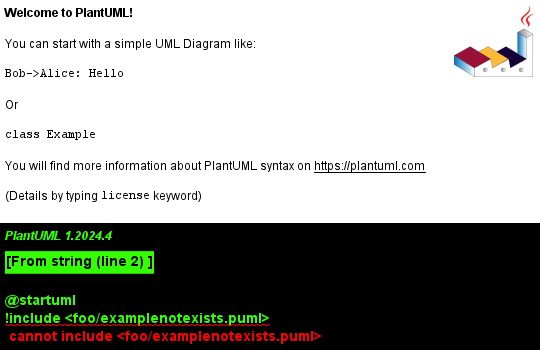 Welcome to PlantUML!
You can start with a simple UML Diagram like:
Bob->Alice: Hello
Or
class Example
You will find more information about PlantUML syntax on https://plantuml.com
(Details by typing license keyword)
PlantUML 1.2024.4
[From string (line 2) ]
@startuml
!include <foo/examplenotexists.puml>
cannot include <foo/examplenotexists.puml>